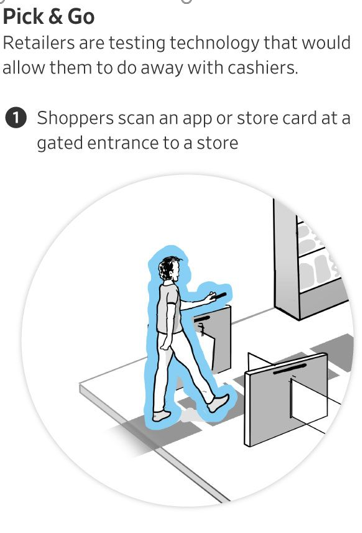 Pick & Go
Retailers are testing technology that would
allow them to do away with cashiers.
1 Shoppers scan an app or store card at a
gated entrance to a store